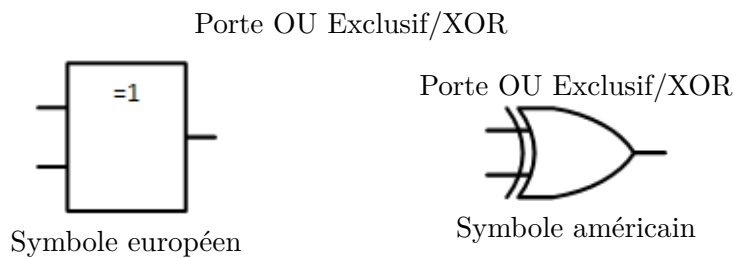 Porte OU Exclusif/XOR
=1
Symbole européen
Porte OU Exclusif/XOR
Symbole américain